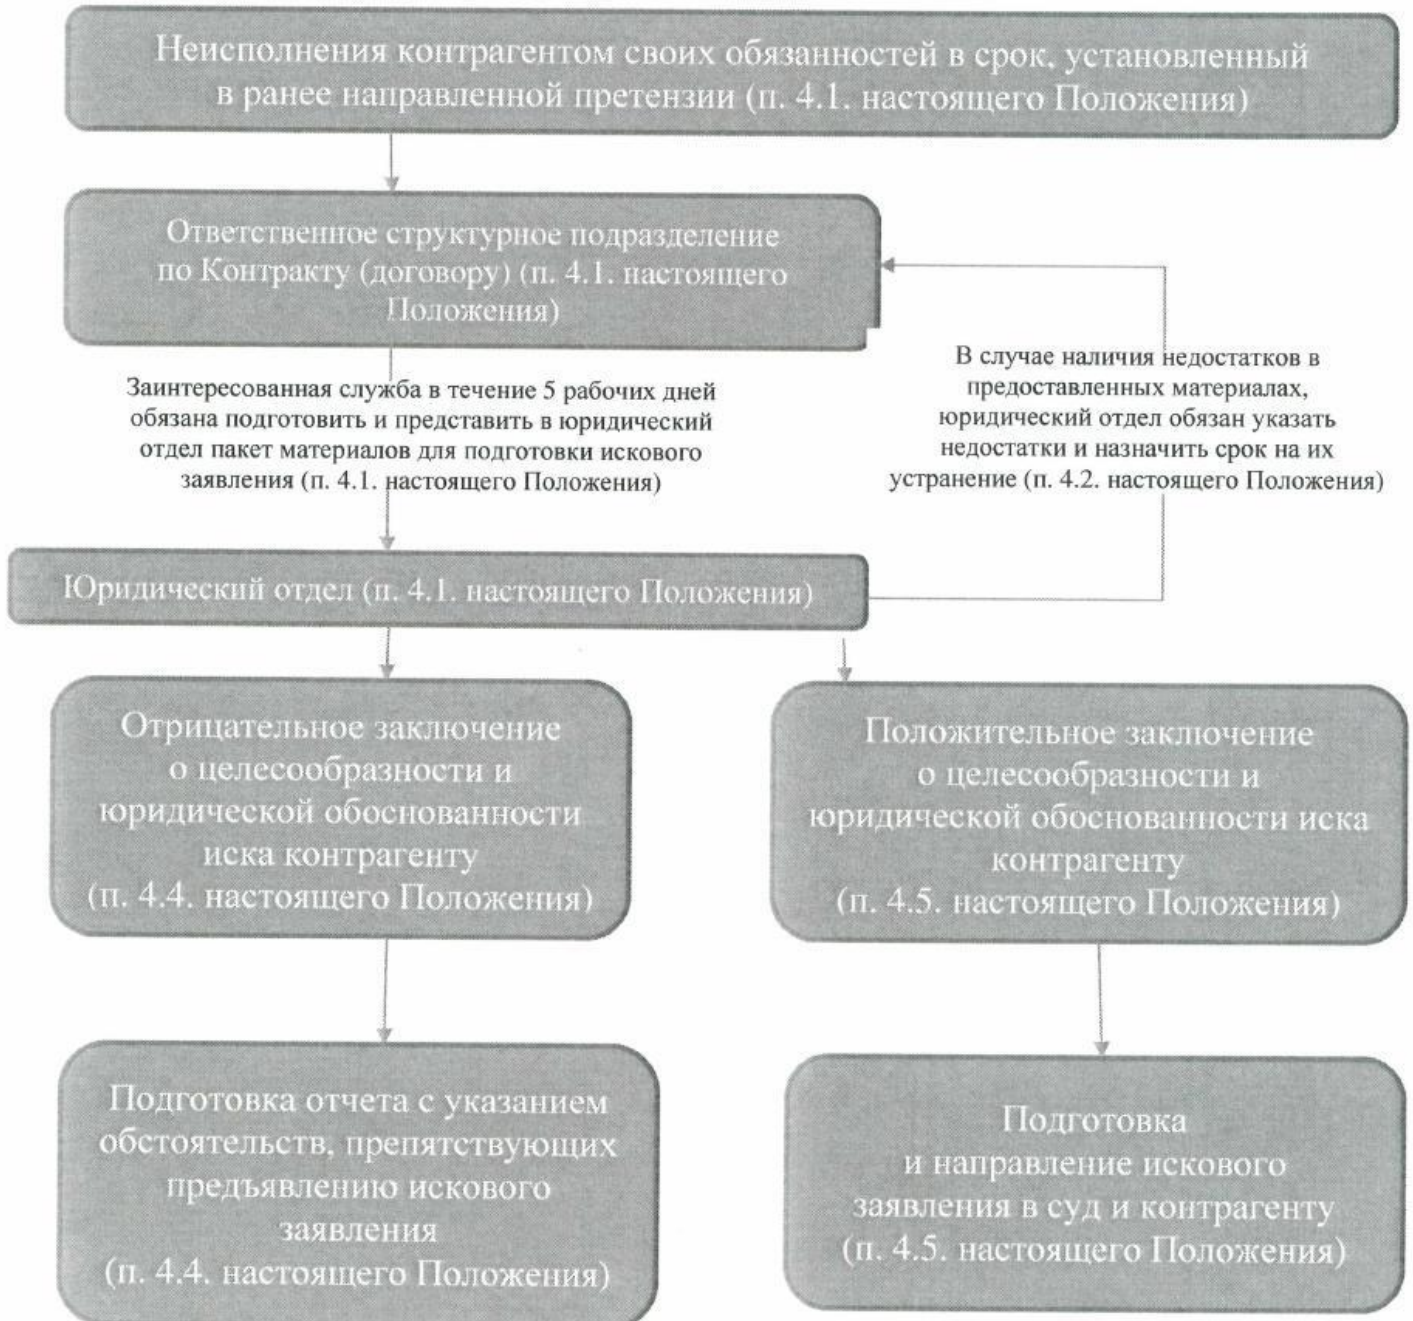 Неисполнения контрагентом своих обязанностей в срок, установленный
в ранее направленной претензии (п. 4.1. настоящего Положения)
Ответственное структурное подразделение
по Контракту (договору) (п. 4.1. настоящего
Положения)
Заинтересованная служба в течение 5 рабочих дней
обязана подготовить и представить в юридический
отдел пакет материалов для подготовки искового
заявления (п. 4.1. настоящего Положения)
В случае наличия недостатков в
предоставленных материалах,
юридический отдел обязан указать
недостатки и назначить срок на их
устранение (п. 4.2. настоящего Положения)
Юридический отдел (п. 4.1. настоящего Положения)
Отрицательное заключение
о целесообразности и
юридической обоснованности
иска контрагенту
(п. 4.4. настоящего Положения)
Положительное заключение
о целесообразности и
юридической обоснованности иска
контрагенту
(п. 4.5. настоящего Положения)
Подготовка отчета с указанием
обстоятельств, препятствующих
предъявлению искового
заявления
(п. 4.4. настоящего Положения)
Подготовка
и направление искового
заявления в суд и контрагенту
(п. 4.5. настоящего Положения)